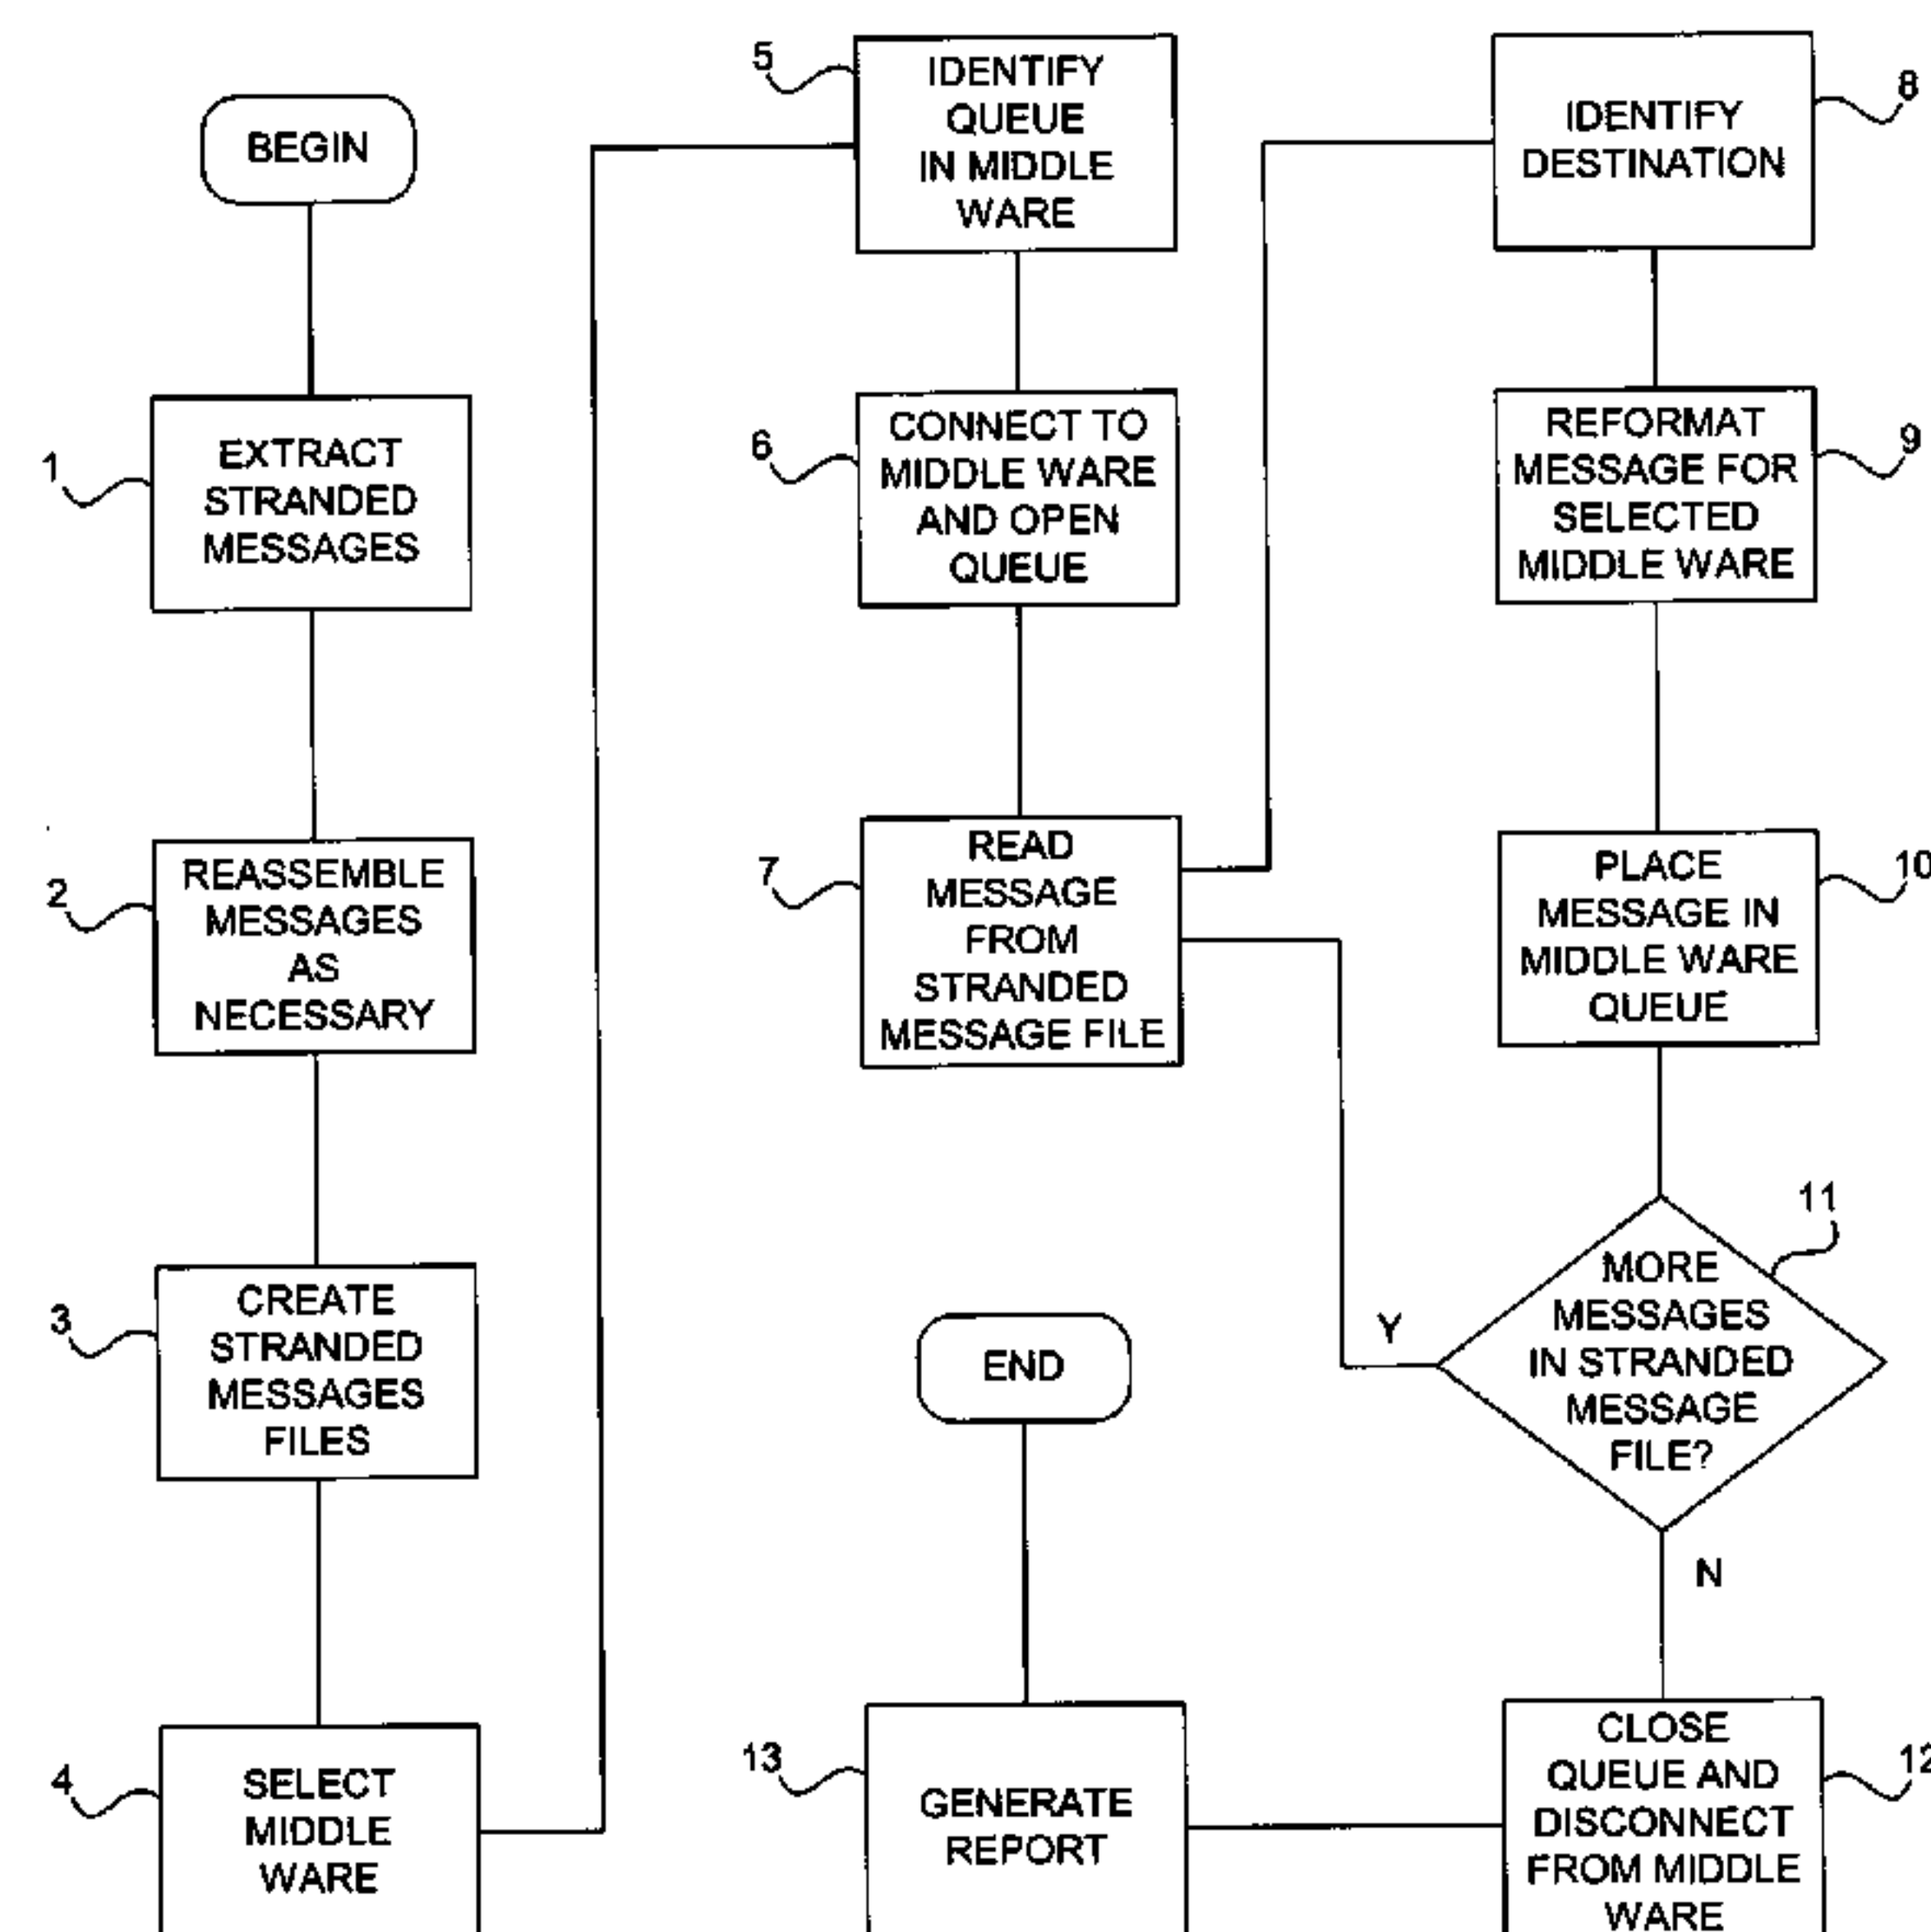 BEGIN
1
EXTRACT
STRANDED
MESSAGES
2
REASSEMBLE
MESSAGES
AS
NECESSARY
3
CREATE
STRANDED
MESSAGES
FILES
4
SELECT
MIDDLE
WARE
5
IDENTIFY
QUEUE
IN MIDDLE
WARE
6
CONNECT TO
MIDDLE WARE
AND OPEN
QUEUE
7
READ
MESSAGE
FROM
STRANDED
MESSAGE FILE
8
IDENTIFY
DESTINATION
9
REFORMAT
MESSAGE FOR
SELECTED
MIDDLE WARE
10
PLACE
MESSAGE IN
MIDDLE WARE
QUEUE
11
MORE
MESSAGES
IN STRANDED
MESSAGE
FILE?
Y
N
12
CLOSE
QUEUE AND
DISCONNECT
FROM MIDDLE
WARE
13
GENERATE
REPORT
END